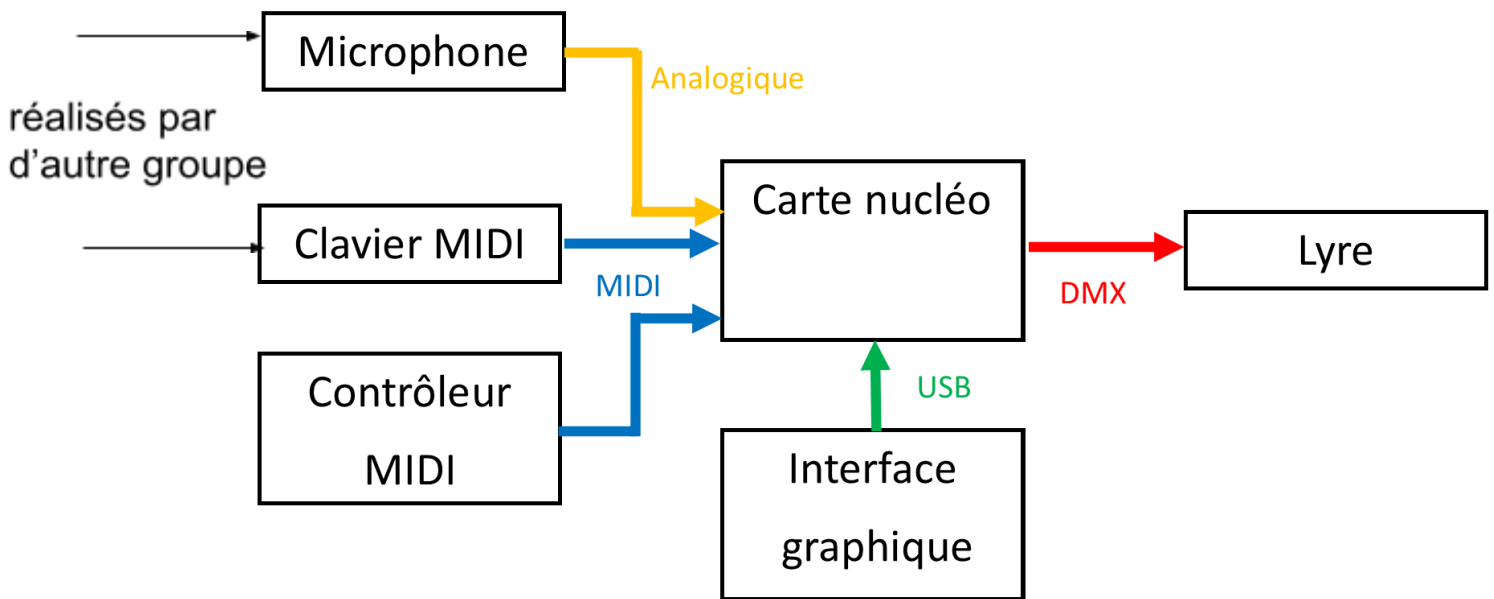 Microphone
Analogique
réalisés par
d'autre groupe
Carte nucléo
Clavier MIDI
MIDI
DMX
Lyre
Contrôleur
MIDI
USB
Interface
graphique